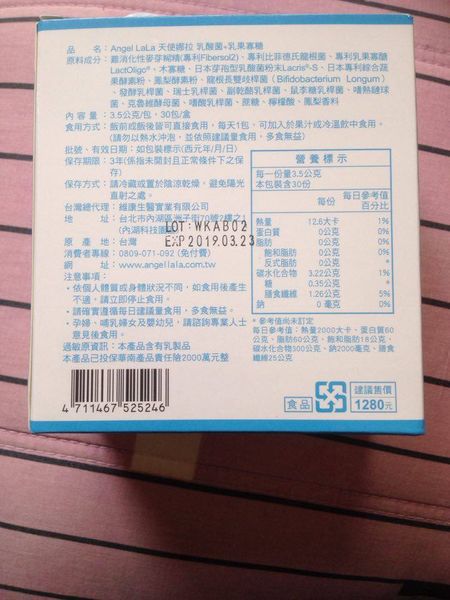 品 名：Angel LaLa 天使娜拉 乳酸菌+乳果寡糖
原料成分：難消化性麥芽糊精(專利Fibersol2)、專利比菲德氏龍根菌、專利乳果寡醣
LactOligo®、木寡糖、日本芽孢型乳酸菌粉末Lacris®-S、日本專利綜合蔬
果酵素粉、鳳梨酵素粉、龍根長雙歧桿菌（Bifidobacterium Longum）
、發酵乳桿菌、瑞士乳桿菌、副乾酪乳桿菌、鼠李糖乳桿菌、嗜熱鏈球
菌、克魯維酵母菌、嗜酸乳桿菌、蔗糖、檸檬酸、鳳梨香料
內 容 量：3.5公克/包，30包/盒
食用方式：飯前或飯後皆可直接食用，每天1包，可加入於果汁或冷溫飲中食用。
(請勿以熱水沖泡，並依食用量食用，多食無益)
批號、有效日期：如包裝標示(西元年/月/日)
保存期限：3年(係指未開封且正常條件下之保
存)
保存方式：請冷藏或置於陰涼乾燥，避免陽光
直射之處。
台灣總代理：維康生醫實業有限公司
地 址：台北市內湖區洲子街70號2樓之1
(內湖科技園
LOT:WKAB02
EXP 2019.03.23
產 地：台灣
消費者專線：0809-071-092 (免付費)
網 址：www.angellala.com.tw
注意事項：
・依個人體質或身體狀況不同，如食用後產生
不適，請立即停止食用。
・請確實遵循每日建議量食用，多食無益。
・孕婦、哺乳婦女及嬰幼兒，請諮詢專業人士
意見後食用。
過敏原資訊：本產品含有乳製品
本產品已投保華南產品責任險2000萬元整
營養標示
每一份量3.5公克
本包裝含30份
每份 每日參考值百分比
熱量 12.6大卡 1%
蛋白質 0公克 0%
脂肪 0公克 0%
飽和脂肪 0公克 0%
反式脂肪 0公克 *
碳水化合物 3.22公克 1%
糖 0.35公克 *
膳食纖維 1.26公克 5%
鈉 0 毫克 0%
* 參考值尚未訂定
每日參考值：熱量2000大卡、蛋白質60
公克、脂肪60公克、飽和脂肪18公克、
碳水化合物300公克、鈉2000毫克、膳食
纖維25公克
4 711467 525246
食品
建議售價
1280元